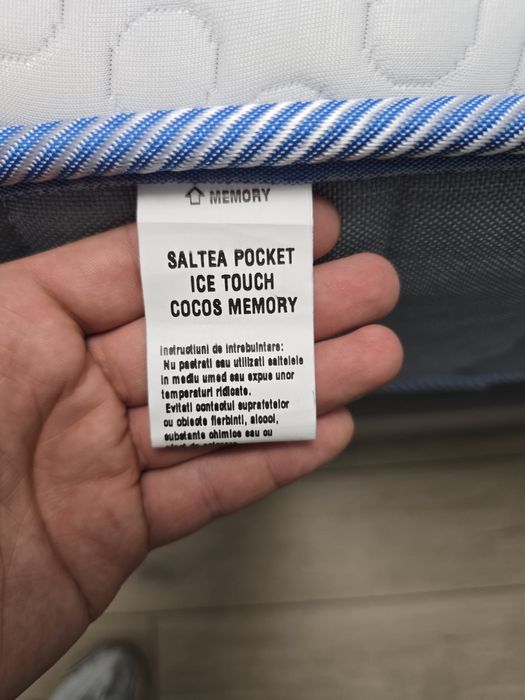 MEMORY
SALTEA POCKET
ICE TOUCH
COCOS MEMORY
Instructiuni de intrebuintare:
Nu pastrati sau utilizati saltelele
in mediu umed sau expue unor
temperaturi ridicate.
Evitati contactul suprafetelor
cu obiecte fierbinti, alcool,
substante chimice sau cu